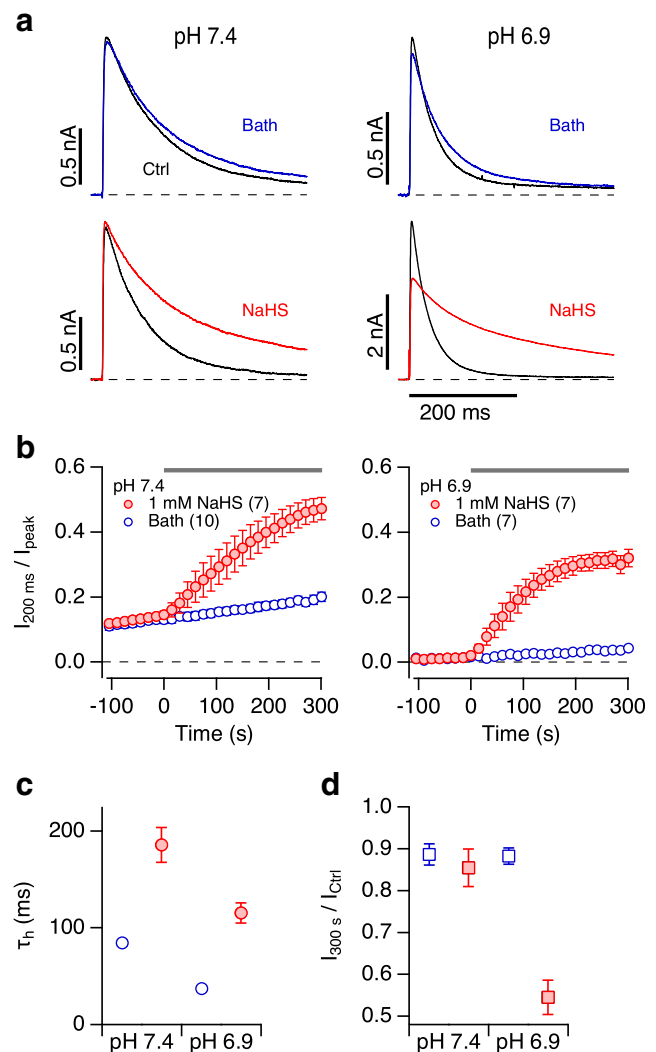 a
pH 7.4
pH 6.9
0.5 nA
Ctrl
Bath
0.5 nA
Bath
0.5 nA
NaHS
2 nA
NaHS
200 ms
b
I200 ms / Ipeak
0.6
0.4
0.2
0.0
pH 7.4
1 mM NaHS (7)
Bath (10)
-100 0 100 200 300
Time (s)
0.6
0.4
0.2
0.0
pH 6.9
1 mM NaHS (7)
Bath (7)
-100 0 100 200 300
Time (s)
c
τh (ms)
200
100
0
pH 7.4 pH 6.9
d
I300 s / ICtrl
1.0
0.9
0.8
0.7
0.6
0.5
pH 7.4 pH 6.9